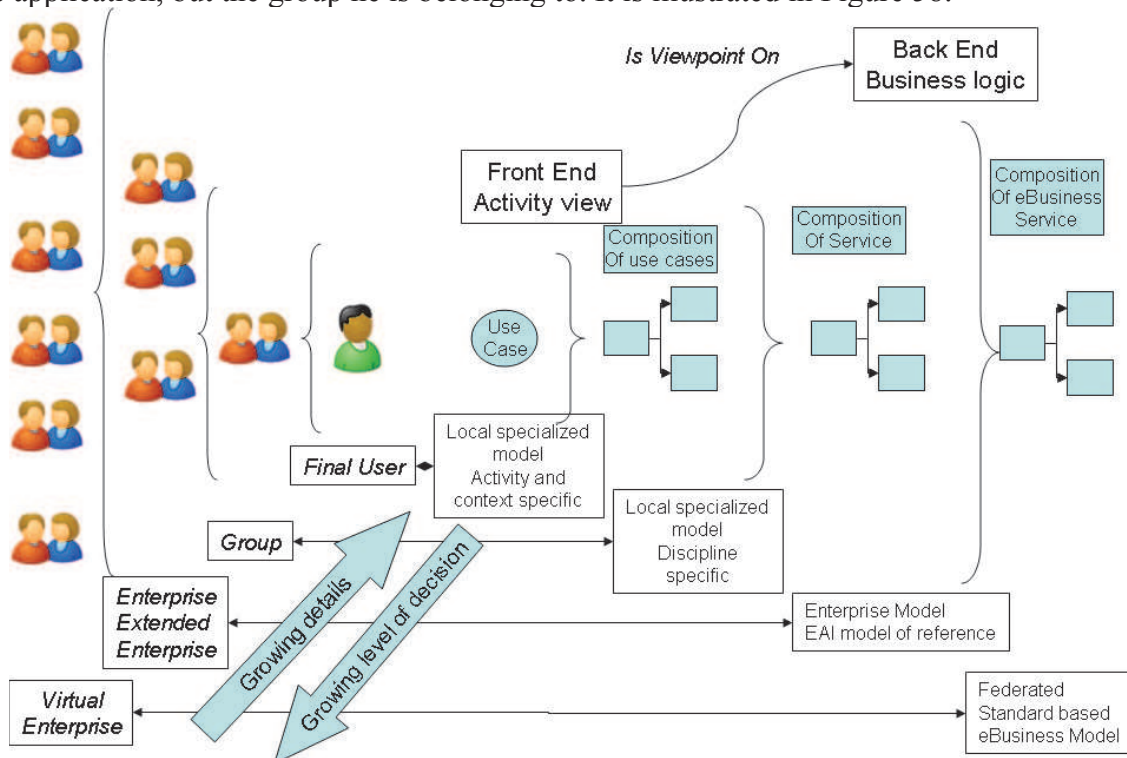 application, but the group he is belonging to. It is illustrated in Figure 38.
Is Viewpoint On
Back End
Business logic
Front End
Activity view
Composition
Of eBusiness
Service
Composition
Of Service
Composition
Of use cases
Use
Case
Final User
Local specialized
model
Activity and
context specific
Group
Local specialized
model
Discipline
specific
Growing details
Growing level of decision
Enterprise
Extended
Enterprise
Enterprise Model
EAI model of reference
Virtual
Enterprise
Federated
Standard based
eBusiness Model